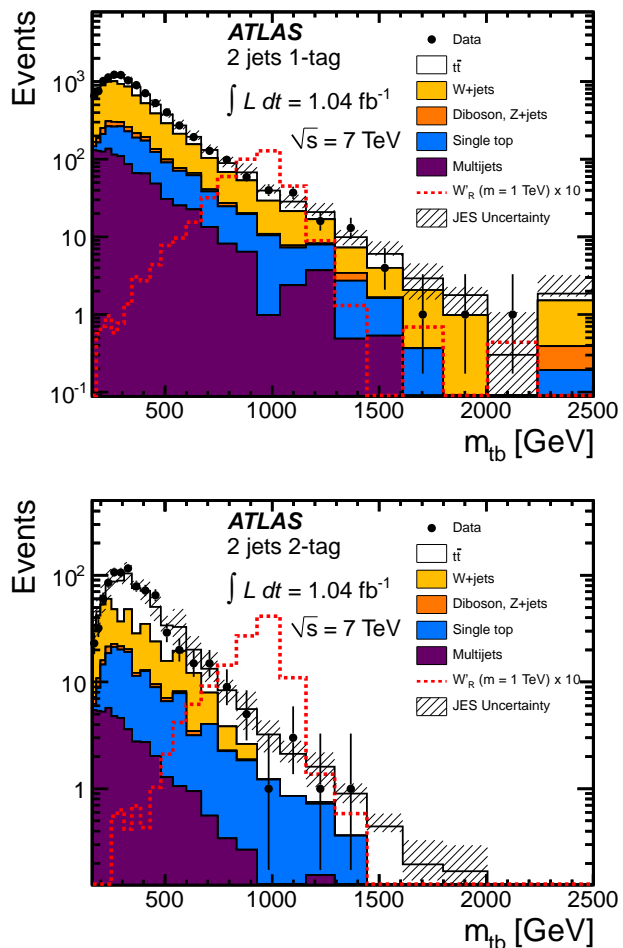 Events
ATLAS
2 jets 1-tag
∫ L dt = 1.04 fb⁻¹
√s = 7 TeV
Data
tt̄
W+jets
Diboson, Z+jets
Single top
Multijets
W'_R (m = 1 TeV) x 10
JES Uncertainty
10³
10²
10
1
10⁻¹
500 1000 1500 2000 2500
m_tb [GeV]
Events
ATLAS
2 jets 2-tag
∫ L dt = 1.04 fb⁻¹
√s = 7 TeV
Data
tt̄
W+jets
Diboson, Z+jets
Single top
Multijets
W'_R (m = 1 TeV) x 10
JES Uncertainty
10²
10
1
500 1000 1500 2000 2500
m_tb [GeV]